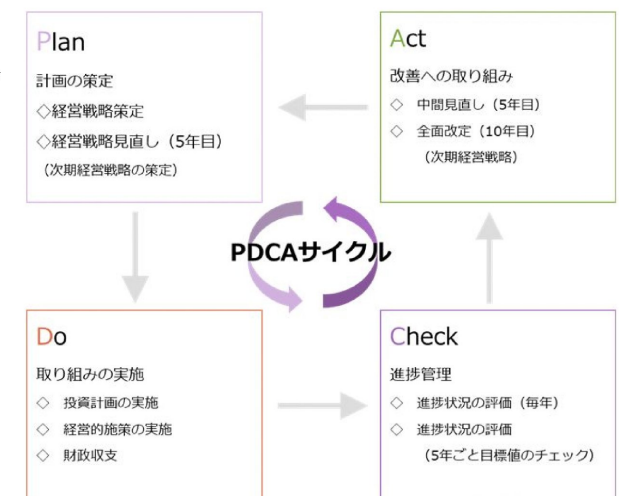 Plan
計画の策定
◇経営戦略策定
◇経営戦略見直し（5年目）
（次期経営戦略の策定）
Act
改善への取り組み
◇ 中間見直し（5年目）
◇ 全面改定（10年目）
（次期経営戦略）
PDCAサイクル
Do
取り組みの実施
◇ 投資計画の実施
◇ 経営的施策の実施
◇ 財政収支
Check
進捗管理
◇ 進捗状況の評価（毎年）
◇ 進捗状況の評価
（5年ごと目標値のチェック）